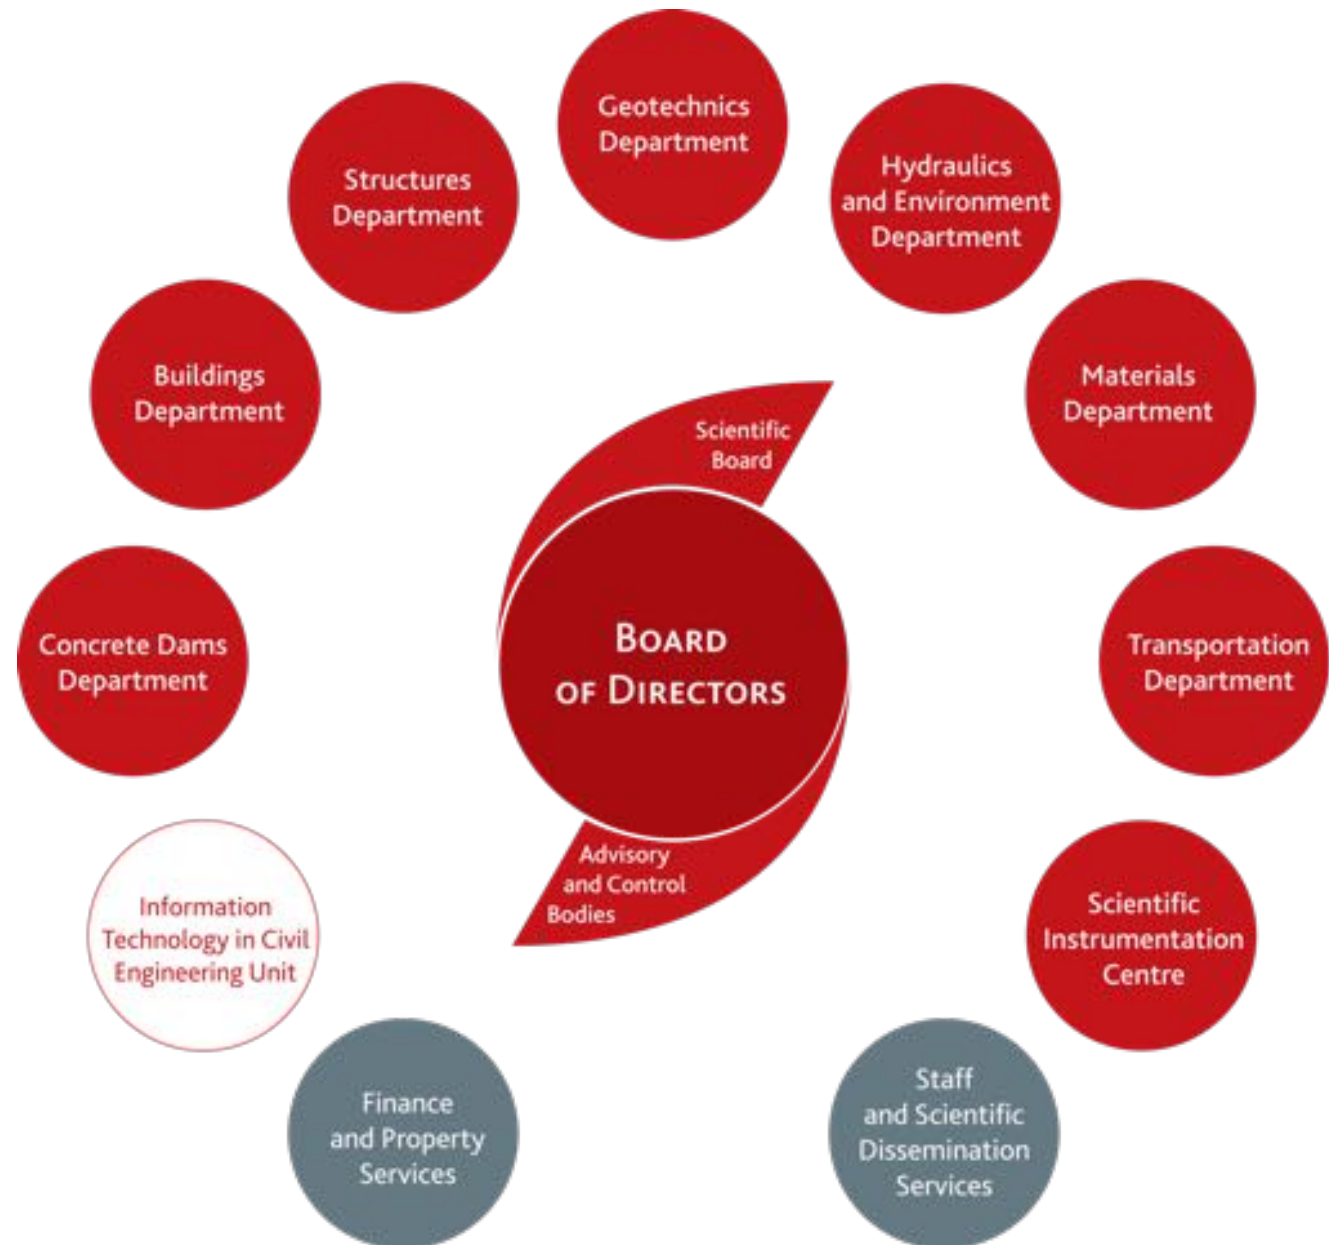 Geotechnics
Department
Structures
Department
Hydraulics
and Environment
Department
Buildings
Department
Materials
Department
Scientific
Board
Board
of Directors
Concrete Dams
Department
Transportation
Department
Advisory
and Control
Bodies
Information
Technology in Civil
Engineering Unit
Scientific
Instrumentation
Centre
Finance
and Property
Services
Staff
and Scientific
Dissemination
Services